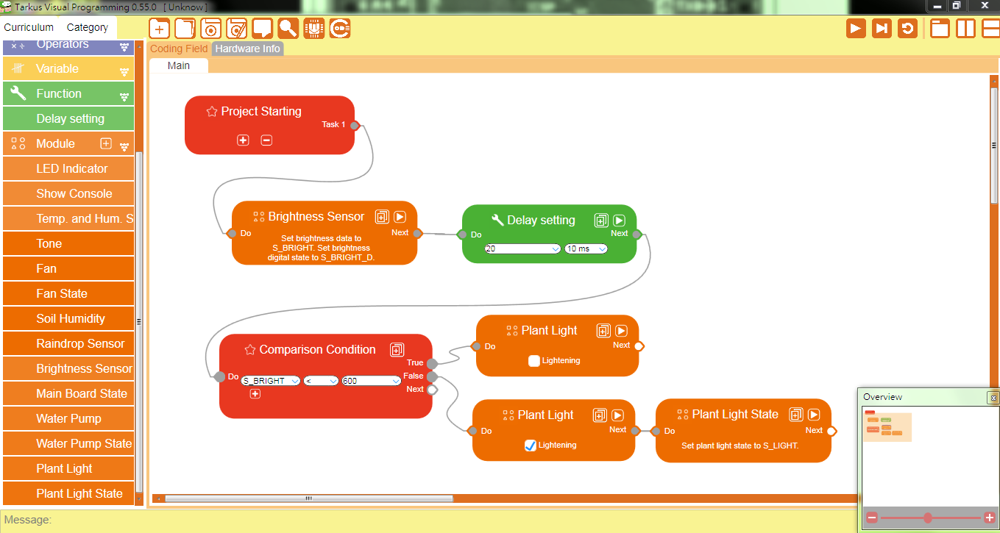 Tarkus Visual Programming 0.55.0 [ Unknow ]
Curriculum Category
Coding Field Hardware Info
Main
Operators
Variable
Function
Delay setting
Module
LED Indicator
Show Console
Temp. and Hum. S
Tone
Fan
Fan State
Soil Humidity
Raindrop Sensor
Brightness Sensor
Main Board State
Water Pump
Water Pump State
Plant Light
Plant Light State
Project Starting
Task 1
Brightness Sensor
Do Next
Set brightness data to
S_BRIGHT. Set brightness
digital state to S_BRIGHT_D.
Delay setting
Do Next
20 10 ms
Comparison Condition
True
Do S_BRIGHT < 600 False
Next
Plant Light
Do Next
Lightening
Plant Light
Do Next
Lightening
Plant Light State
Do Next
Set plant light state to S_LIGHT.
Overview
Message: